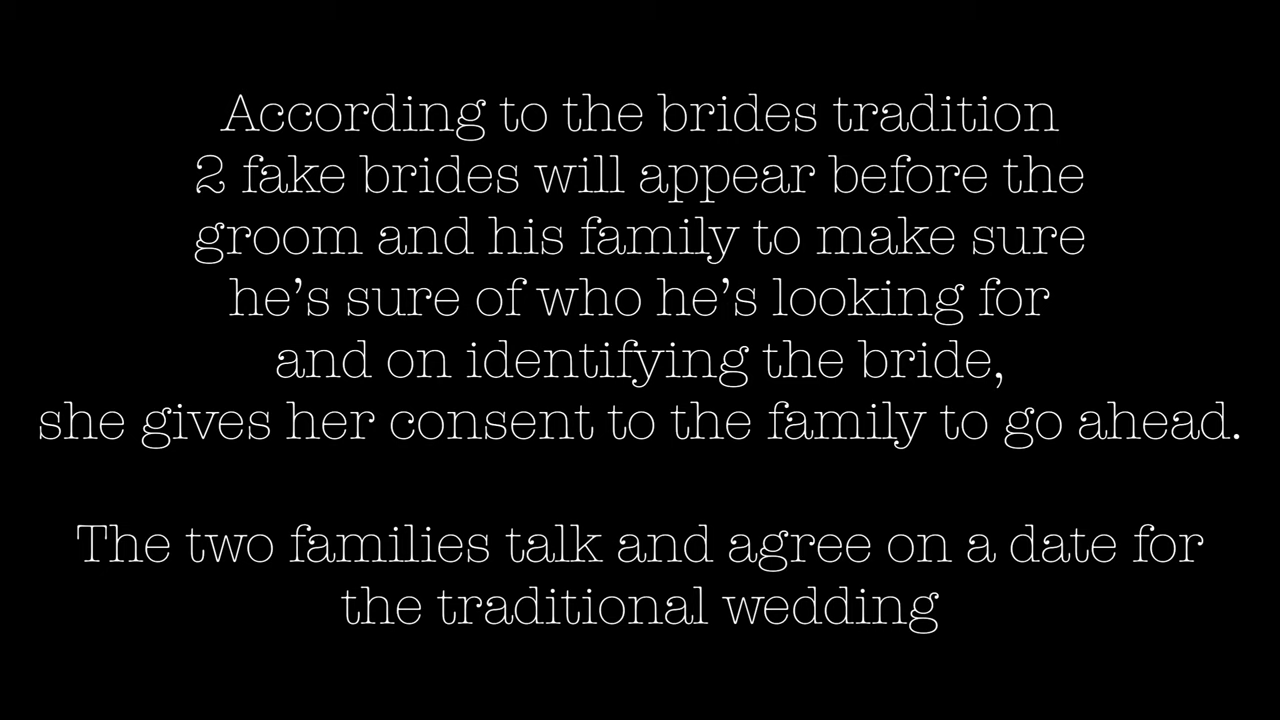 According to the brides tradition
2 fake brides will appear before the
groom and his family to make sure
he’s sure of who he’s looking for
and on identifying the bride,
she gives her consent to the family to go ahead.
The two families talk and agree on a date for
the traditional wedding